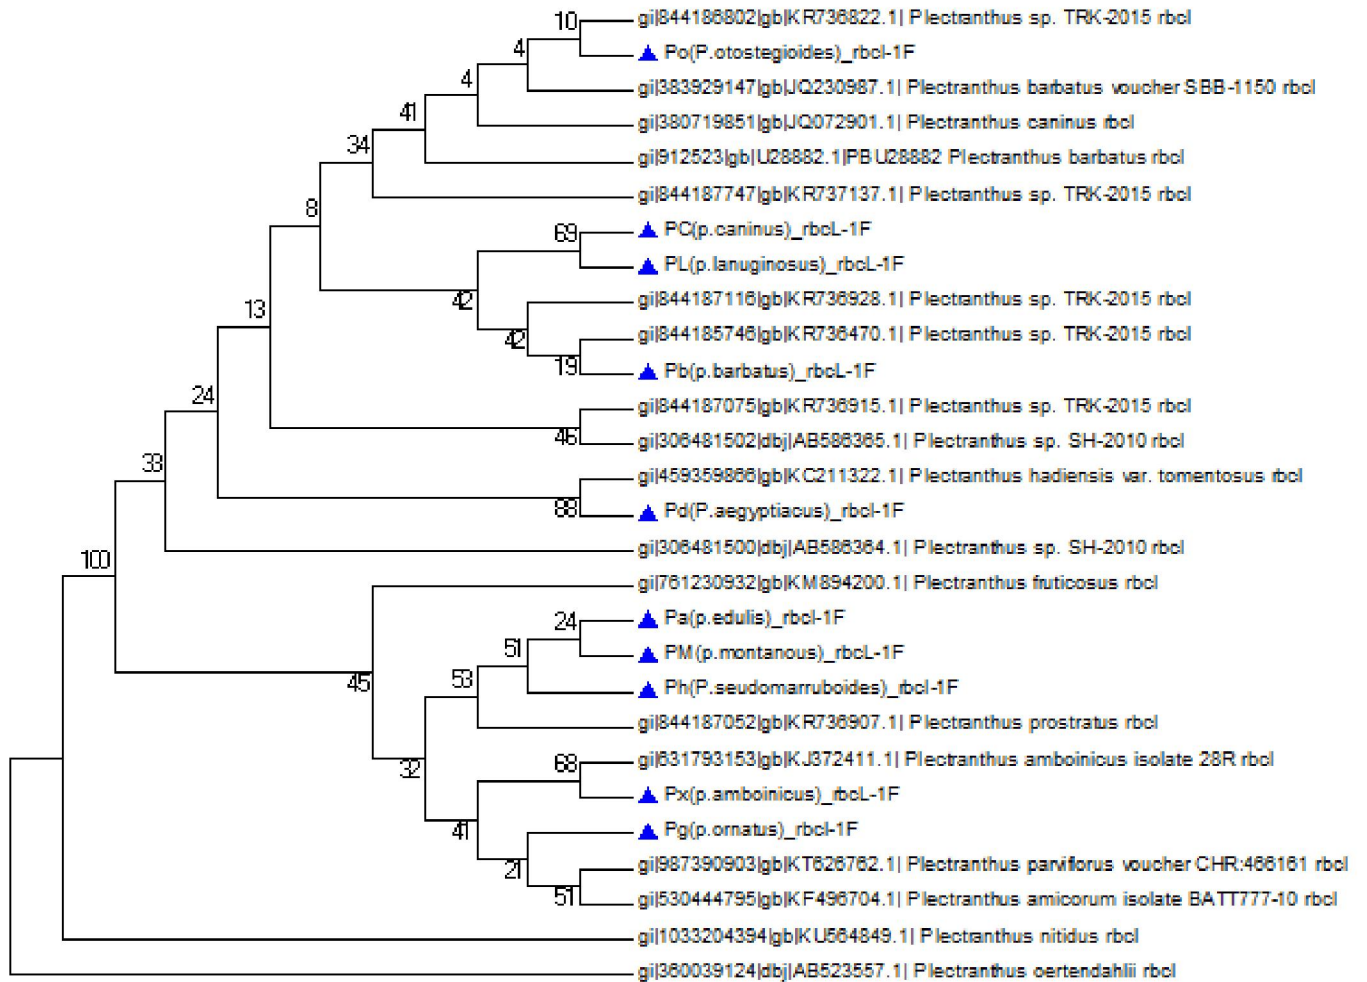 10
gi|844186802|gb|KR736822.1| Plectranthus sp. TRK-2015 rbcl
4
Po(P.otostegioides)_rbcl-1F
4
gi|383929147|gb|JQ230987.1| Plectranthus barbatus voucher SBB-1150 rbcl
41
gi|380719851|gb|JQ072901.1| Plectranthus caninus rbcl
34
gi|912523|gb|U28882.1|PBU28882 Plectranthus barbatus rbcl
gi|844187747|gb|KR737137.1| Plectranthus sp. TRK-2015 rbcl
8
69
PC(p.caninus)_rbcL-1F
PL(p.lanuginosus)_rbcL-1F
42
gi|844187116|gb|KR736928.1| Plectranthus sp. TRK-2015 rbcl
13
42
gi|844185746|gb|KR736470.1| Plectranthus sp. TRK-2015 rbcl
19
Pb(p.barbatus)_rbcL-1F
24
gi|844187075|gb|KR736915.1| Plectranthus sp. TRK-2015 rbcl
46
gi|306481502|dbj|AB586365.1| Plectranthus sp. SH-2010 rbcl
33
gi|459359866|gb|KC211322.1| Plectranthus hadiensis var. tomentosus rbcl
88
Pd(P.aegyptiacus)_rbcl-1F
gi|306481500|dbj|AB586364.1| Plectranthus sp. SH-2010 rbcl
100
gi|761230932|gb|KM894200.1| Plectranthus fruticosus rbcl
24
Pa(p.edulis)_rbcl-1F
51
PM(p.montanous)_rbcL-1F
45
53
Ph(P.seudomarruboides)_rbcl-1F
gi|844187052|gb|KR736907.1| Plectranthus prostratus rbcl
32
68
gi|631793153|gb|KJ372411.1| Plectranthus amboinicus isolate 28R rbcl
Px(p.amboinicus)_rbcL-1F
41
Pg(p.ornatus)_rbcl-1F
21
gi|987390903|gb|KT626762.1| Plectranthus parviflorus voucher CHR:466161 rbcl
51
gi|530444795|gb|KF496704.1| Plectranthus amicorum isolate BATT777-10 rbcl
gi|1033204394|gb|KU564849.1| Plectranthus nitidus rbcl
gi|360039124|dbj|AB523557.1| Plectranthus oertendahlii rbcl